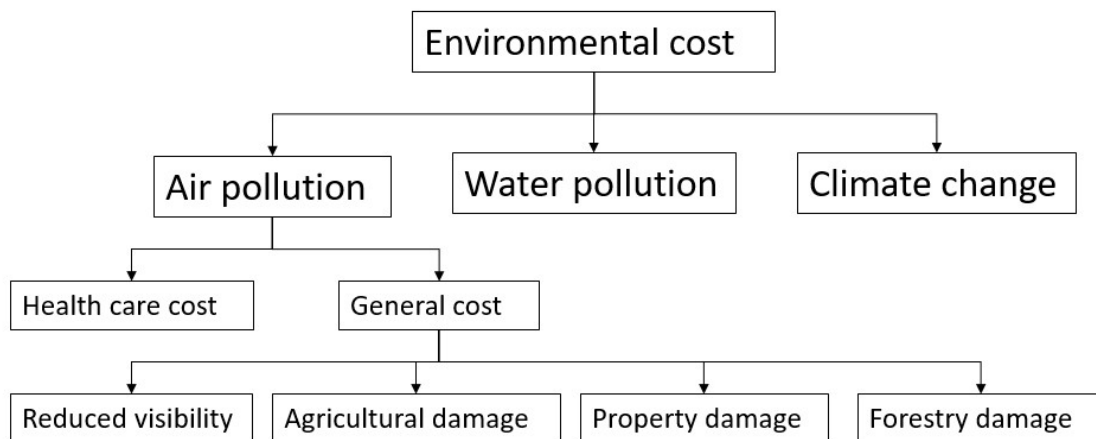 Environmental cost
Air pollution
Water pollution
Climate change
Health care cost
General cost
Reduced visibility
Agricultural damage
Property damage
Forestry damage